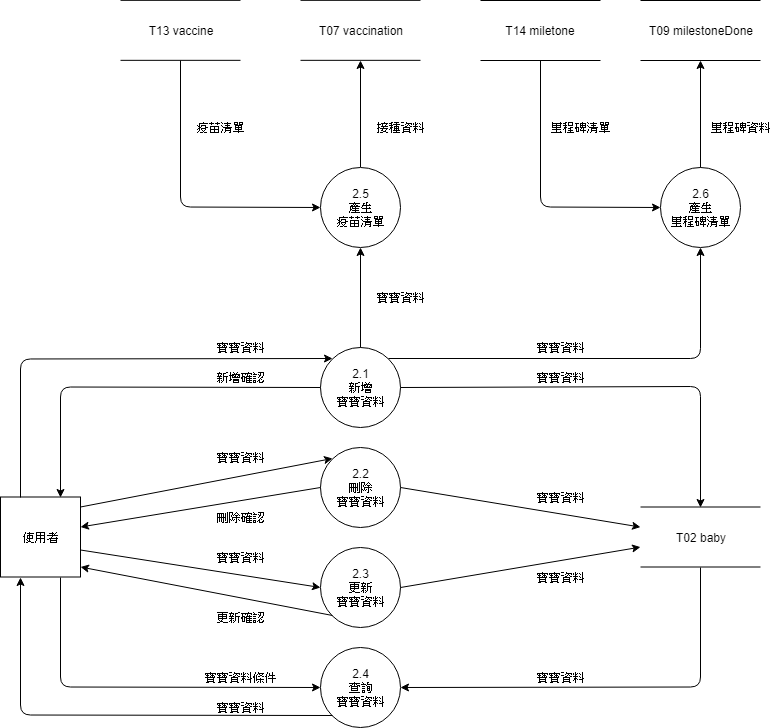 T13 vaccine
T07 vaccination
T14 miletone
T09 milestoneDone
疫苗清單
接種資料
里程碑清單
里程碑資料
2.5
產生
疫苗清單
2.6
產生
里程碑清單
寶寶資料
寶寶資料
寶寶資料
新增確認
2.1
新增
寶寶資料
寶寶資料
寶寶資料
2.2
刪除
寶寶資料
寶寶資料
刪除確認
使用者
T02 baby
寶寶資料
2.3
更新
寶寶資料
寶寶資料
更新確認
寶寶資料條件
2.4
查詢
寶寶資料
寶寶資料
寶寶資料